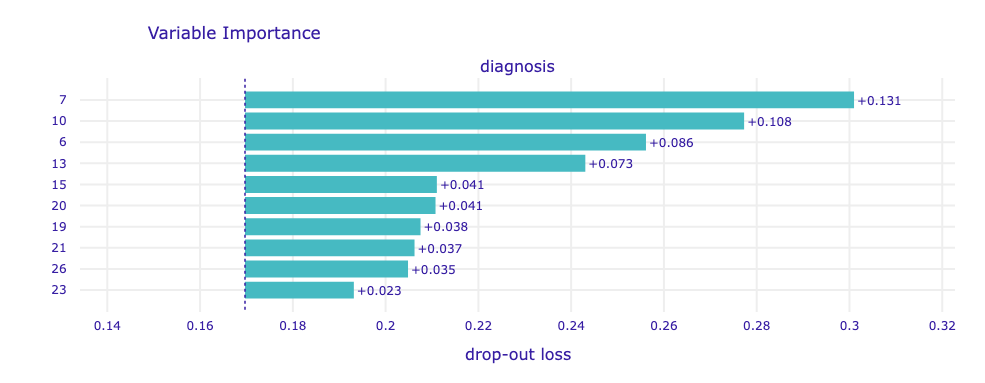 Variable Importance
diagnosis
7 +0.131
10 +0.108
6 +0.086
13 +0.073
15 +0.041
20 +0.041
19 +0.038
21 +0.037
26 +0.035
23 +0.023
0.14 0.16 0.18 0.2 0.22 0.24 0.26 0.28 0.3 0.32
drop-out loss